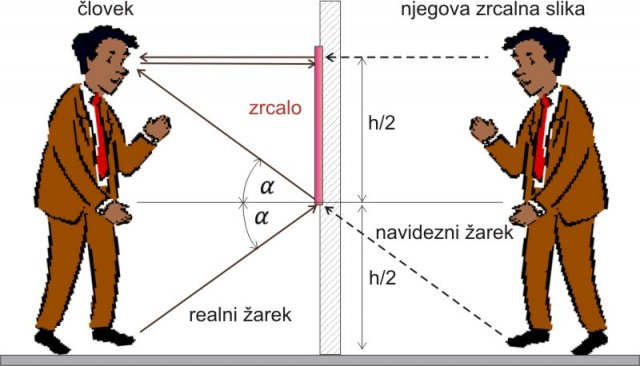 človek
njegova zrcalna slika
zrcalo
h/2
α
α
navidezni žarek
h/2
realni žarek